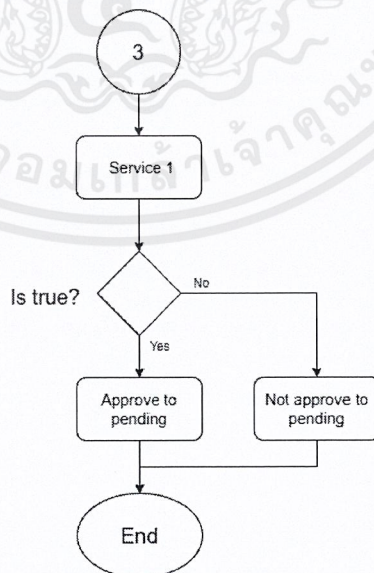 3
Service 1
Is true?
No
Yes
Approve to
pending
Not approve to
pending
End